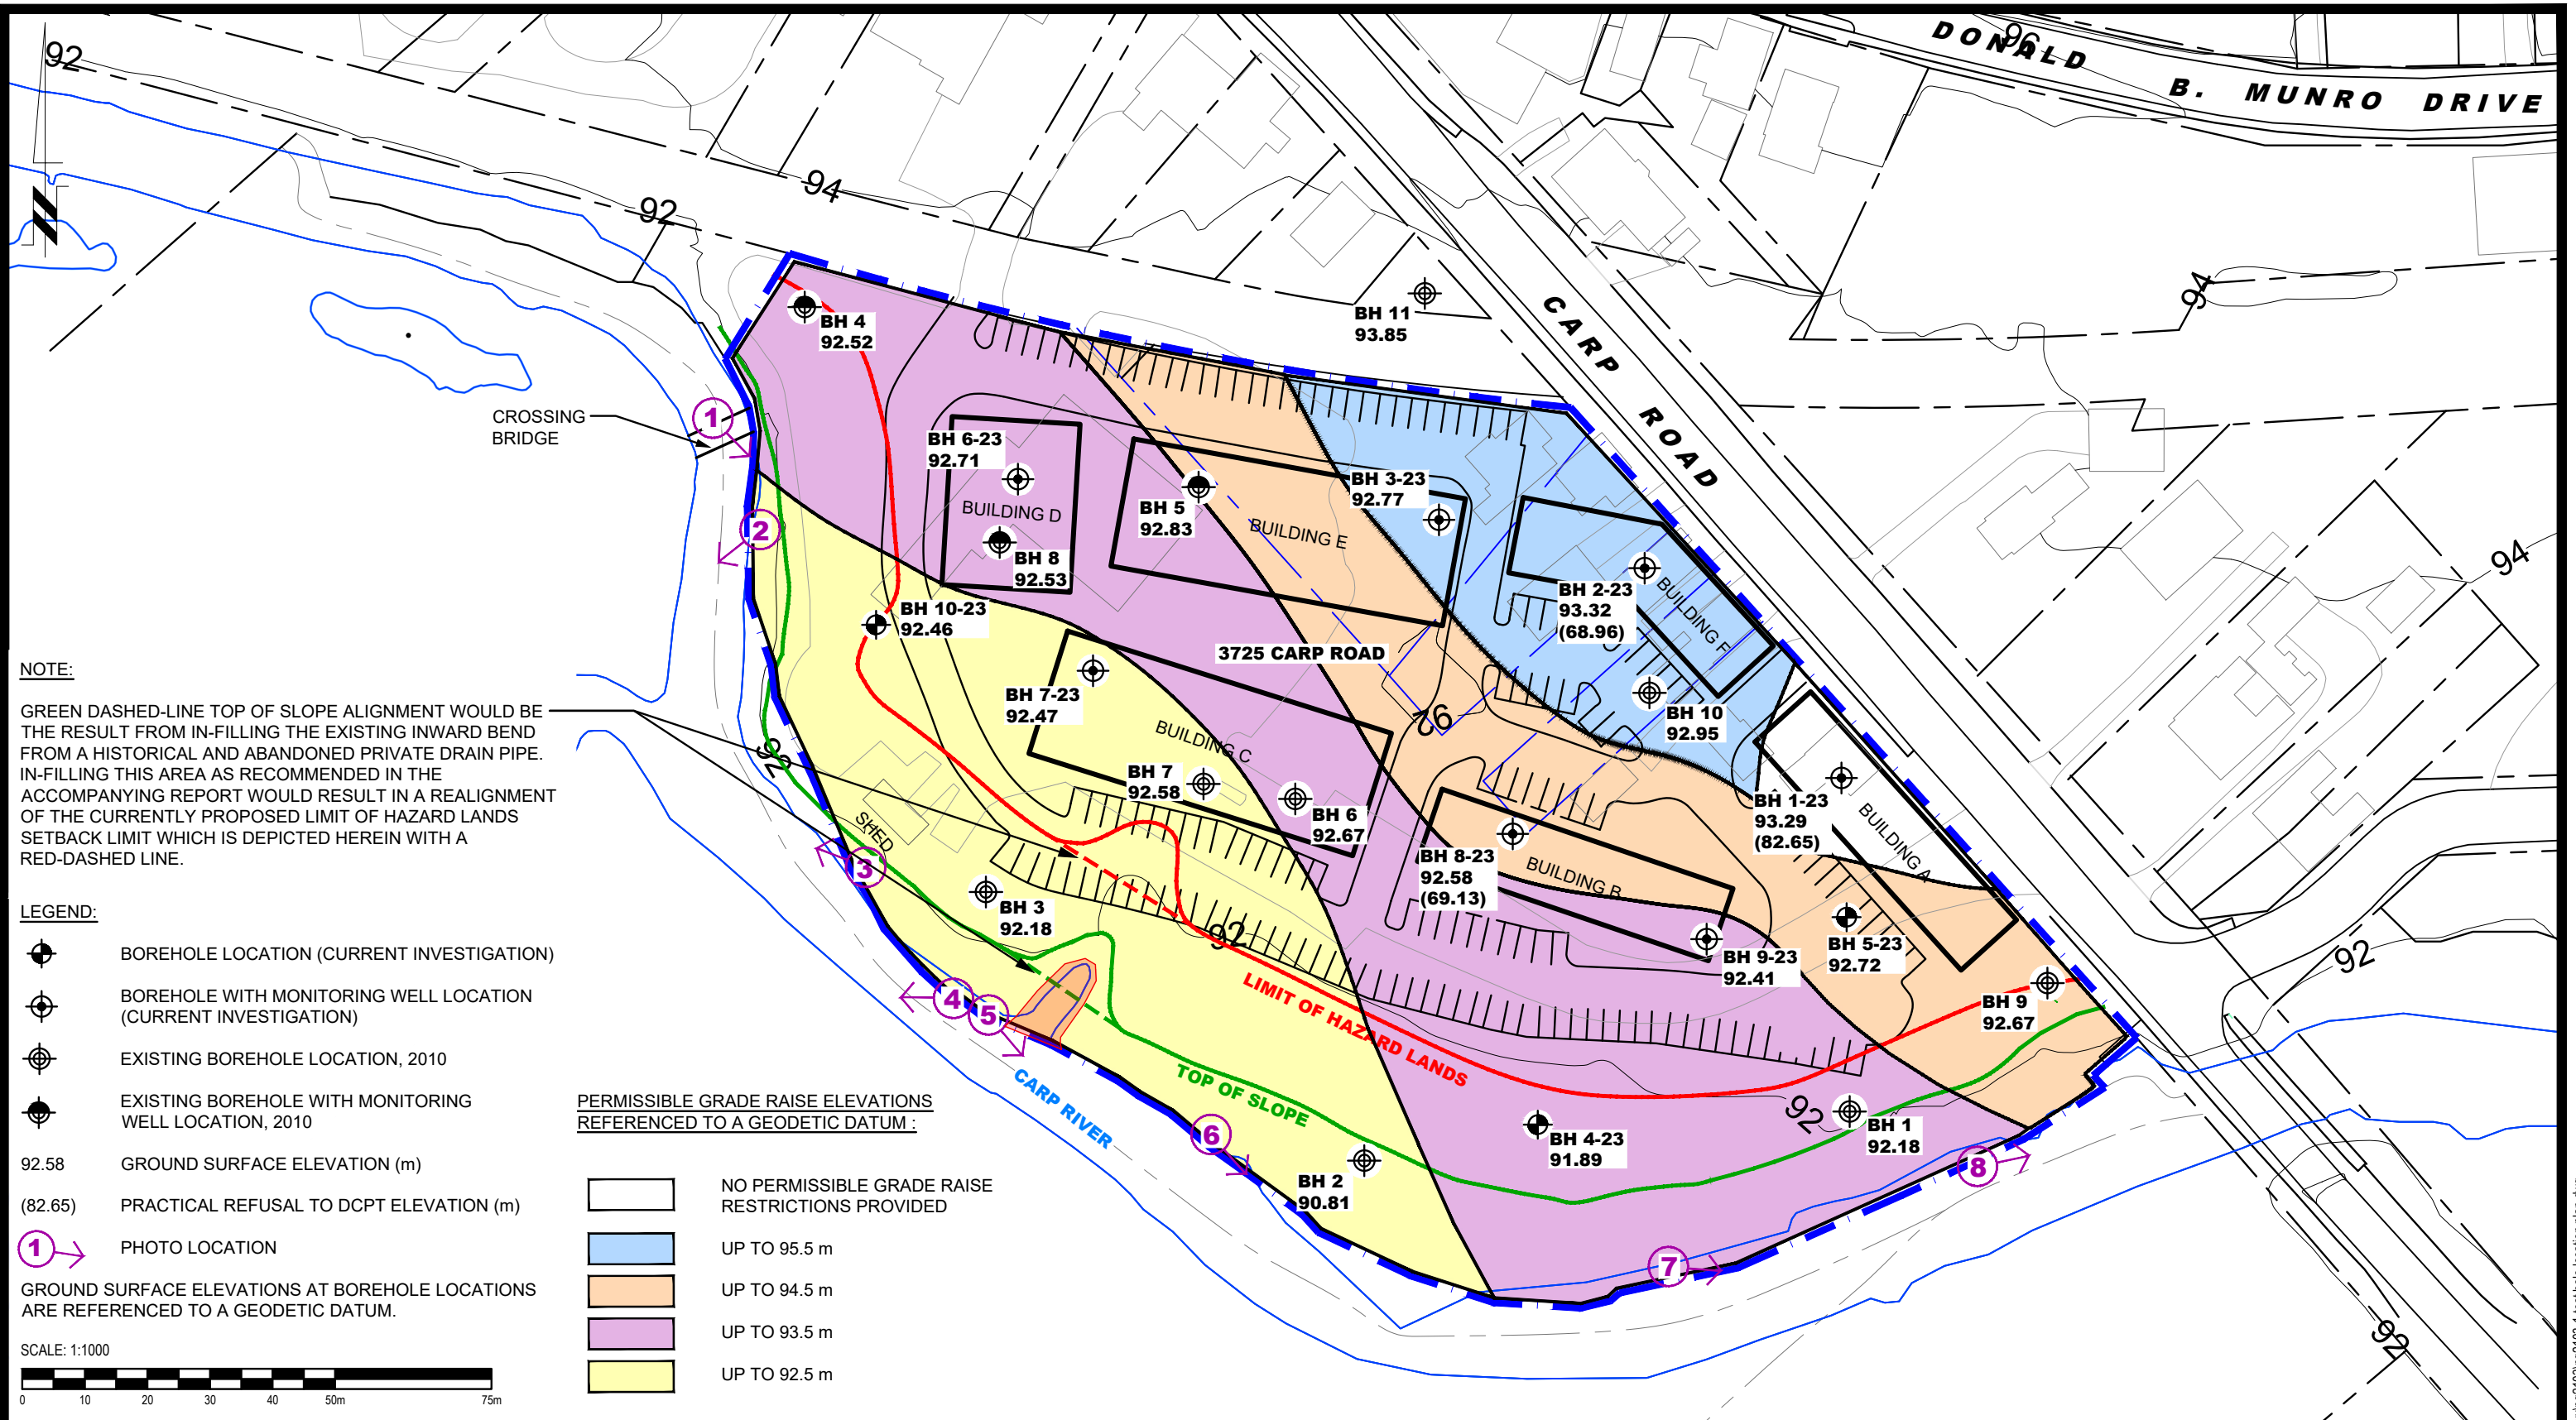 92
DONALD B. MUNRO DRIVE
96
94
92
CARP ROAD
94
94
BH 11
93.85
BH 4
92.52
CROSSING
BRIDGE
1
BH 6-23
92.71
BUILDING D
BH 8
92.53
BH 5
92.83
BUILDING E
BH 3-23
92.77
2
BH 2-23
93.32
(68.96)
BUILDING F
BH 10-23
92.46
3725 CARP ROAD
BH 7-23
92.47
BUILDING C
92
BH 10
92.95
BH 7
92.58
BH 6
92.67
BH 1-23
93.29
(82.65)
BUILDING A
92
SHED
3
BH 8-23
92.58
(69.13)
BUILDING B
BH 3
92.18
92
BH 9-23
92.41
BH 5-23
92.72
92
BH 9
92.67
LIMIT OF HAZARD LANDS
4
5
TOP OF SLOPE
CARP RIVER
6
BH 2
90.81
BH 4-23
91.89
92
BH 1
92.18
8
7
92
NOTE:
GREEN DASHED-LINE TOP OF SLOPE ALIGNMENT WOULD BE
THE RESULT FROM IN-FILLING THE EXISTING INWARD BEND
FROM A HISTORICAL AND ABANDONED PRIVATE DRAIN PIPE.
IN-FILLING THIS AREA AS RECOMMENDED IN THE
ACCOMPANYING REPORT WOULD RESULT IN A REALIGNMENT
OF THE CURRENTLY PROPOSED LIMIT OF HAZARD LANDS
SETBACK LIMIT WHICH IS DEPICTED HEREIN WITH A
RED-DASHED LINE.
LEGEND:
BOREHOLE LOCATION (CURRENT INVESTIGATION)
BOREHOLE WITH MONITORING WELL LOCATION
(CURRENT INVESTIGATION)
EXISTING BOREHOLE LOCATION, 2010
EXISTING BOREHOLE WITH MONITORING
WELL LOCATION, 2010
92.58 GROUND SURFACE ELEVATION (m)
(82.65) PRACTICAL REFUSAL TO DCPT ELEVATION (m)
1 PHOTO LOCATION
GROUND SURFACE ELEVATIONS AT BOREHOLE LOCATIONS
ARE REFERENCED TO A GEODETIC DATUM.
SCALE: 1:1000
0 10 20 30 40 50m 75m
PERMISSIBLE GRADE RAISE ELEVATIONS
REFERENCED TO A GEODETIC DATUM :
NO PERMISSIBLE GRADE RAISE
RESTRICTIONS PROVIDED
UP TO 95.5 m
UP TO 94.5 m
UP TO 93.5 m
UP TO 92.5 m